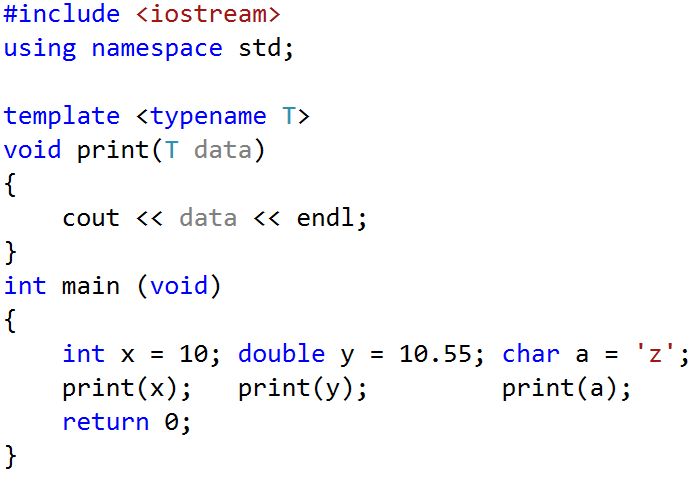 #include <iostream>
using namespace std;
template <typename T>
void print(T data)
{
    cout << data << endl;
}
int main (void)
{
    int x = 10; double y = 10.55; char a = 'z';
    print(x);   print(y);         print(a);
    return 0;
}